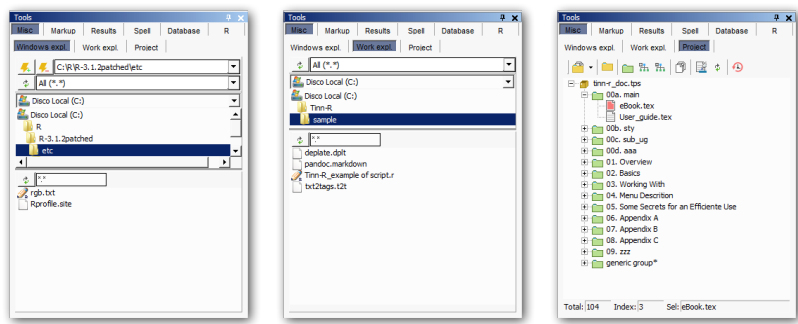 Tools
Misc Markup Results Spell Database R
Windows expl. Work expl. Project
C:\R\R-3.1.2patched\etc
All (*.*)
Disco Local (C:)
Disco Local (C:)
R
R-3.1.2patched
etc
*.*
rgb.txt
Rprofile.site
Tools
Misc Markup Results Spell Database R
Windows expl. Work expl. Project
All (*.*)
Disco Local (C:)
Disco Local (C:)
Tinn-R
sample
*.*
deplate.dplt
pandoc.markdown
Tinn-R_example of script.r
txt2tags.t2t
Tools
Misc Markup Results Spell Database R
Windows expl. Work expl. Project
tinn-r_doc.tps
00a. main
eBook.tex
User_guide.tex
00b. sty
00c. sub_ug
00d. aaa
01. Overview
02. Basics
03. Working With
04. Menu Descrition
05. Some Secrets for an Efficiente Use
06. Appendix A
07. Appendix B
08. Appendix C
09. zzz
generic group*
Total: 104 Index: 3 Sel: eBook.tex